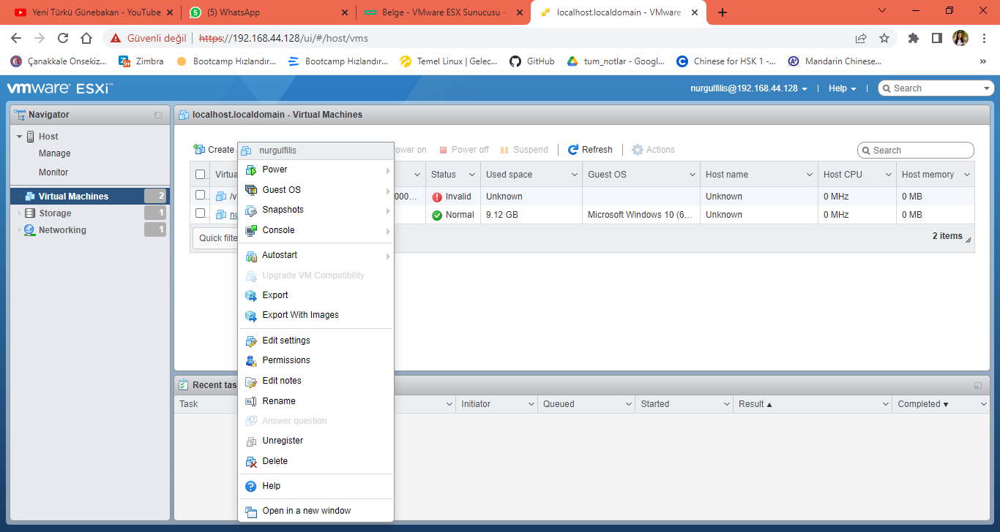 Yeni Türkü Günebakan - YouTube
(5) WhatsApp
Belge - VMware ESX Sunucusu -
localhost.localdomain - VMware
Güvenli değil
https://192.168.44.128/ui/#/host/vms
Çanakkale Onsekiz...
Zimbra
Bootcamp Hızlandır...
Bootcamp Hızlandır...
Temel Linux | Gelec...
GitHub
tum_notlar - Googl...
Chinese for HSK 1 -...
Mandarin Chinese...
»
vmware ESXi
nurgulfilis@192.168.44.128
Help
Search
Navigator
Host
Manage
Monitor
Virtual Machines 2
Storage 1
Networking 1
localhost.localdomain - Virtual Machines
Create
ower on
Power off
Suspend
Refresh
Actions
Search
Virtua
Status
Used space
Guest OS
Host name
Host CPU
Host memory
/v
000...
Invalid
Unknown
Unknown
0 MHz
0 MB
nu
Normal
9.12 GB
Microsoft Windows 10 (6...
Unknown
0 MHz
0 MB
Quick filte
2 items
nurgulfilis
Power
Guest OS
Snapshots
Console
Autostart
Upgrade VM Compatibility
Export
Export With Images
Edit settings
Permissions
Edit notes
Rename
Answer question
Unregister
Delete
Help
Open in a new window
Recent tas
Task
Initiator
Queued
Started
Result ▲
Completed ▼